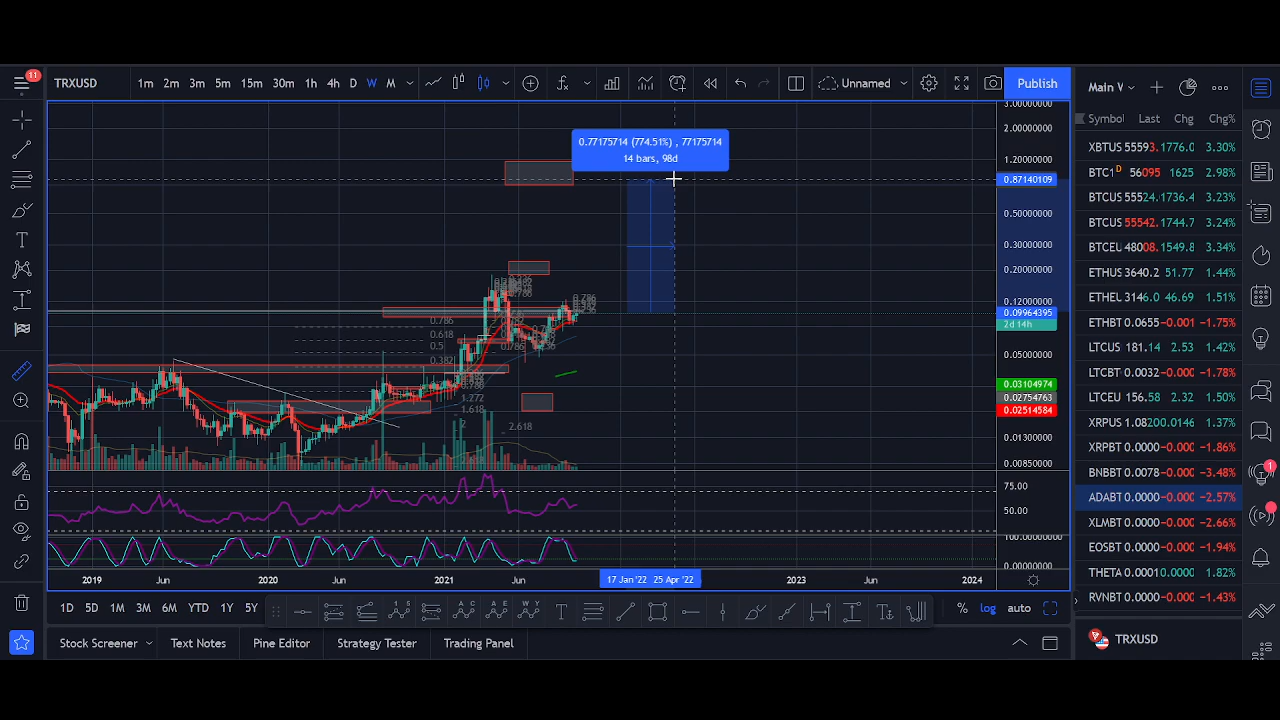 11
TRXUSD
1m 2m 3m 5m 15m 30m 1h 4h D W M
Unnamed
Publish
Main V
Symbol Last Chg Chg%
XBTUS 5559 3. 1776.0 3.30%
BTC1 D 56095 1625 2.98%
BTCUS 55524. 1736.4 3.23%
BTCUS 55542. 1744.7 3.24%
BTCEU 48008. 1549.8 3.34%
ETHUS 3640.2 51.77 1.44%
ETHEL 3146.0 46.69 1.51%
ETHBT 0.0655 -0.001 -1.75%
LTCUS 181.14 2.53 1.42%
LTCBT 0.0032 -0.000 -1.78%
LTCEU 156.58 2.32 1.50%
XRPUS 1.08 200.0146 1.37%
XRPBT 0.0000 -0.000 -1.86%
BNBBT 0.0078 -0.000 -3.48%
ADABT 0.0000 -0.000 -2.57%
XLMBT 0.0000 -0.000 -2.66%
EOSBT 0.0000 -0.000 -1.94%
THETA 0.0001 0.0000 1.82%
RVNBT 0.0000 -0.000 -1.43%
TRXUSD
0.77175714 (774.51%) , 77175714
14 bars, 98d
3.00000000
2.00000000
1.20000000
0.87140109
0.50000000
0.30000000
0.20000000
0.12000000
0.09964395
2d 14h
0.05000000
0.03104974
0.02754763
0.02514584
0.01300000
0.00850000
0.786
0.618
0.5
0.382
1.272
1.618
2
2.618
75.00
50.00
100.00000000
0.00000000
2019 Jun 2020 Jun 2021 Jun 17 Jan '22 25 Apr '22 2023 Jun 2024
1D 5D 1M 3M 6M YTD 1Y 5Y
% log auto
Stock Screener Text Notes Pine Editor Strategy Tester Trading Panel